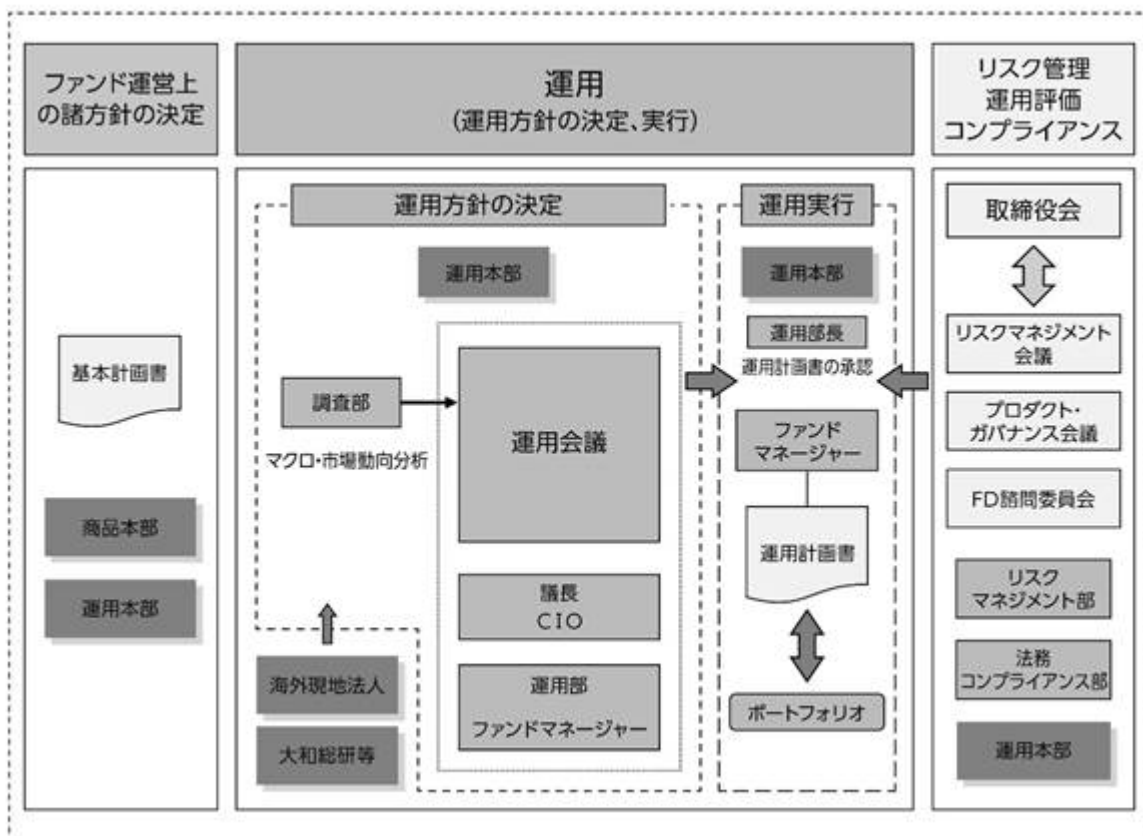 ファンド運営上
の諸方針の決定
基本計画書
商品本部
運用本部
運用
(運用方針の決定、実行)
運用方針の決定
運用本部
調査部
マクロ・市場動向分析
運用会議
議長
CIO
運用部
ファンドマネージャー
海外現地法人
大和総研等
運用実行
運用本部
運用部長
運用計画書の承認
ファンド
マネージャー
運用計画書
ポートフォリオ
リスク管理
運用評価
コンプライアンス
取締役会
リスクマネジメント
会議
プロダクト・
ガバナンス会議
FD諮問委員会
リスク
マネジメント部
法務
コンプライアンス部
運用本部